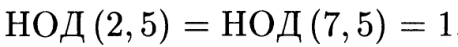 НОД (2, 5) = НОД (7, 5) = 1.